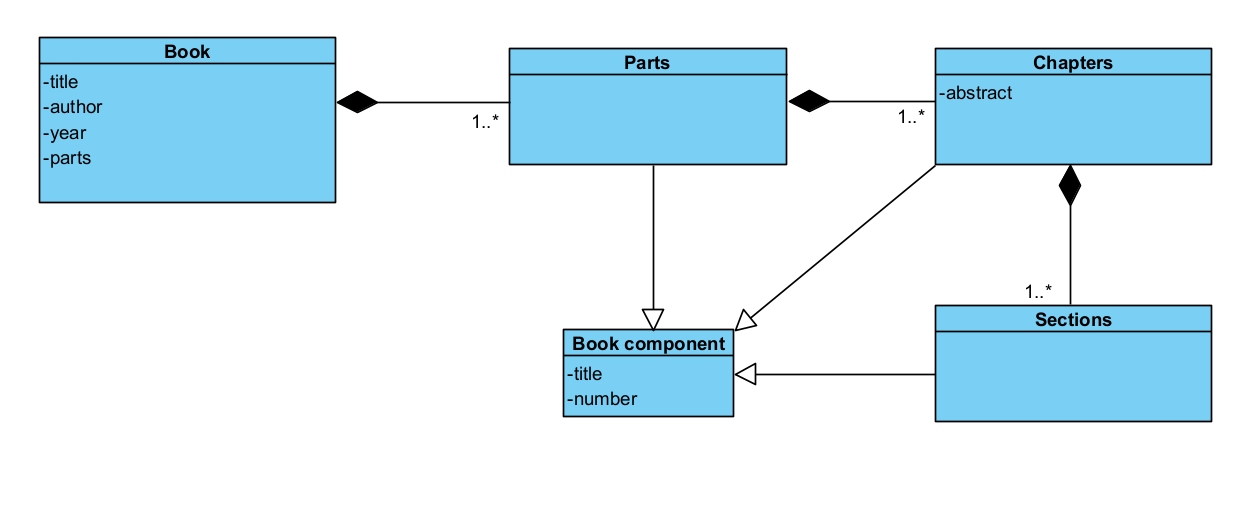 Book
-title
-author
-year
-parts
1..*
Parts
1..*
Chapters
-abstract
1..*
Sections
Book component
-title
-number